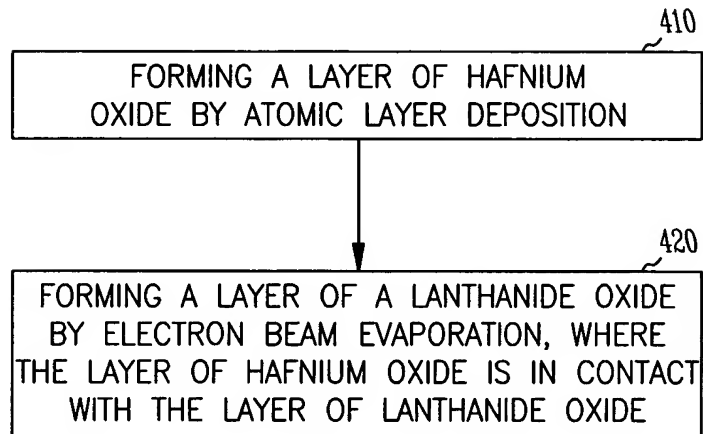 410
FORMING A LAYER OF HAFNIUM
OXIDE BY ATOMIC LAYER DEPOSITION
420
FORMING A LAYER OF A LANTHANIDE OXIDE
BY ELECTRON BEAM EVAPORATION, WHERE
THE LAYER OF HAFNIUM OXIDE IS IN CONTACT
WITH THE LAYER OF LANTHANIDE OXIDE